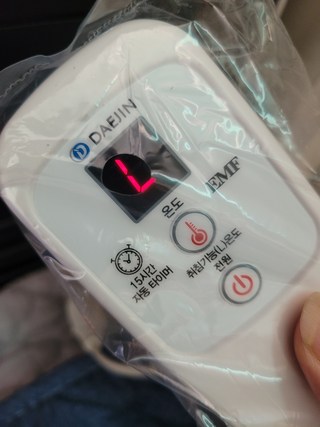 DAEJIN
L
EMF
온도
15시간
자동 타이머
취침기능(L)온도
전원